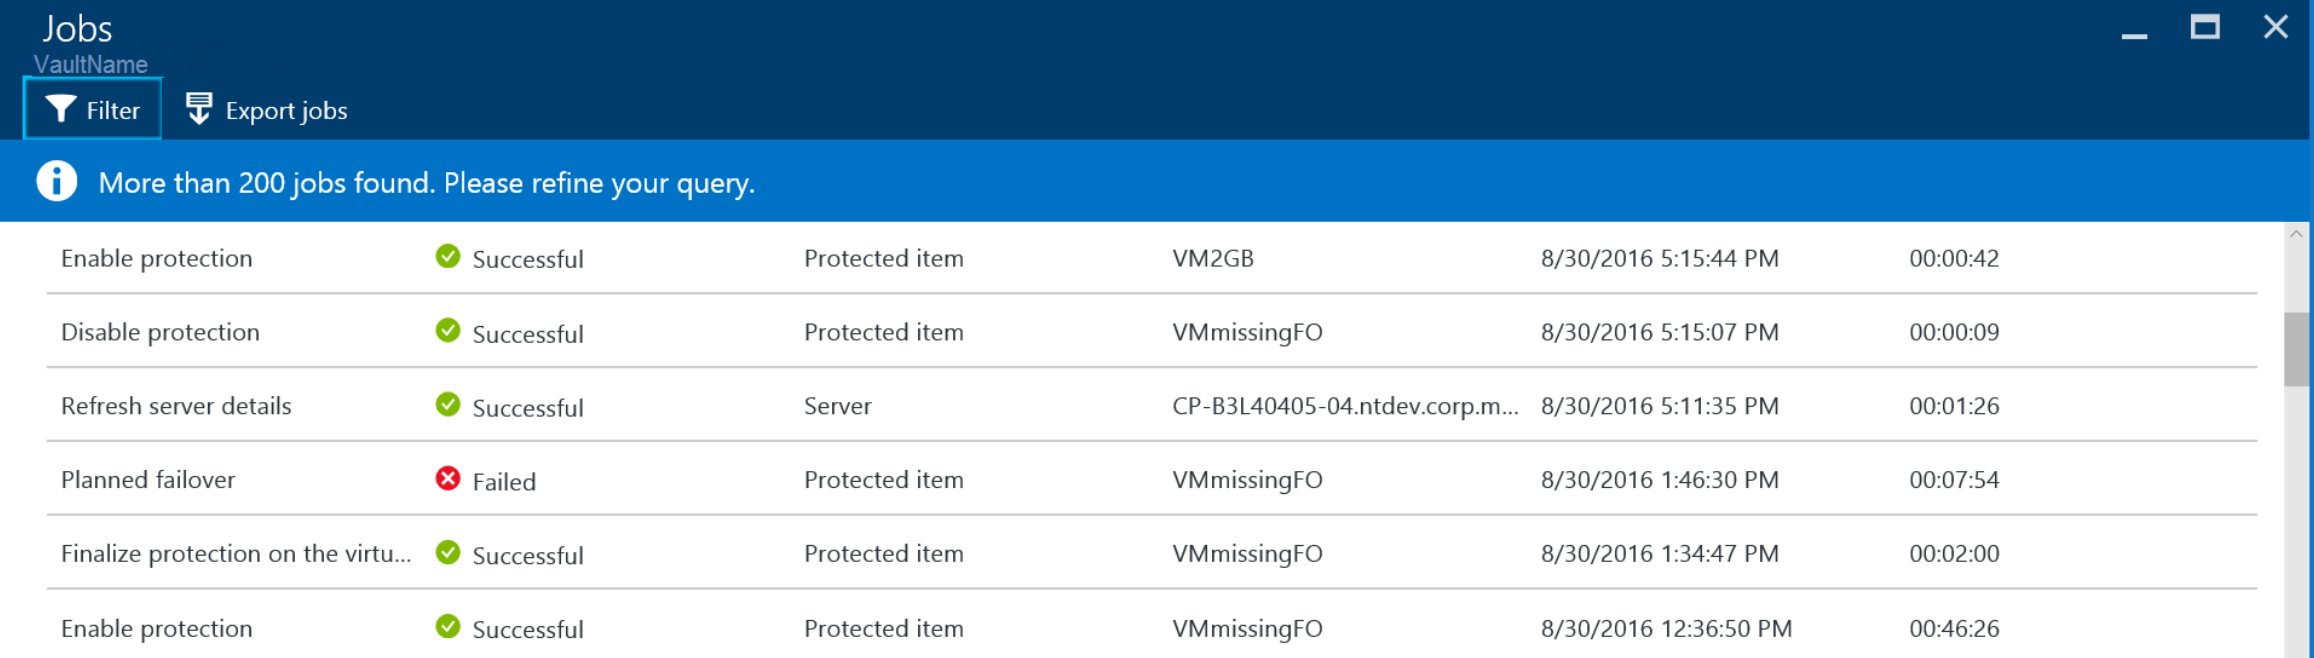 Jobs
VaultName
Filter Export jobs
More than 200 jobs found. Please refine your query.
Enable protection Successful Protected item VM2GB 8/30/2016 5:15:44 PM 00:00:42
Disable protection Successful Protected item VMmissingFO 8/30/2016 5:15:07 PM 00:00:09
Refresh server details Successful Server CP-B3L40405-04.ntdev.corp.m... 8/30/2016 5:11:35 PM 00:01:26
Planned failover Failed Protected item VMmissingFO 8/30/2016 1:46:30 PM 00:07:54
Finalize protection on the virtu... Successful Protected item VMmissingFO 8/30/2016 1:34:47 PM 00:02:00
Enable protection Successful Protected item VMmissingFO 8/30/2016 12:36:50 PM 00:46:26